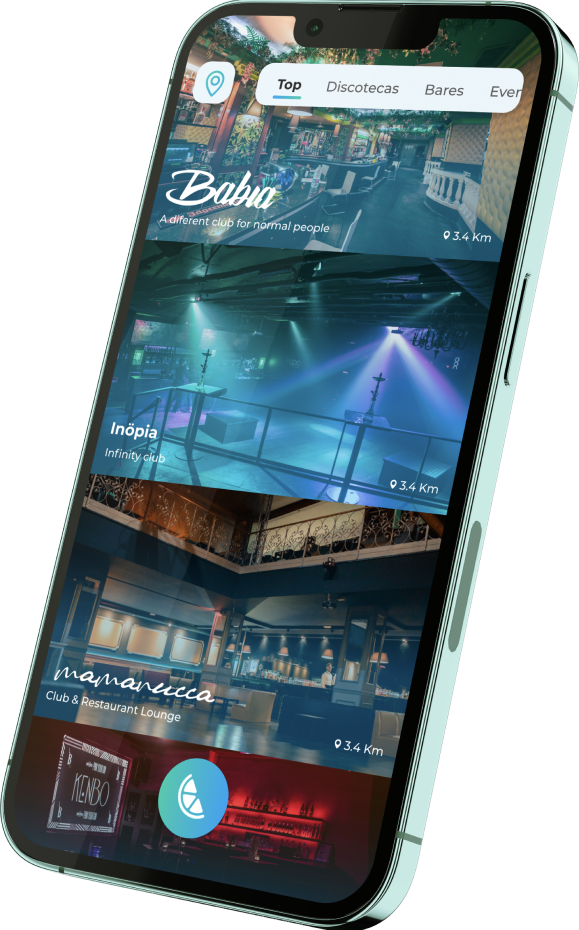 Top Discotecas Bares Even
Babia
A diferent club for normal people
3.4 Km
Inöpia
Infinity club
3.4 Km
mamanucca
Club & Restaurant Lounge
3.4 Km
KENBO